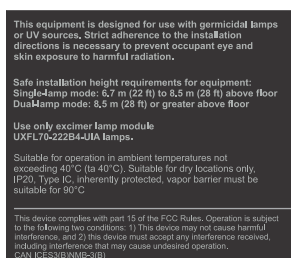 This equipment is designed for use with germicidal lamps
or UV sources. Strict adherence to the installation
directions is necessary to prevent occupant eye and
skin exposure to harmful radiation.
Safe installation height requirements for equipment:
Single-lamp mode: 6,7 m (22 ft) to 8,5 m (28 ft) above floor
Dual-lamp mode: 8,5 m (28 ft) or greater above floor
Use only excimer lamp module
UXFL70-222B4-UIA lamps.
Suitable for operation in ambient temperatures not
exceeding 40°C (ta 40°C). Suitable for dry locations only,
IP20, Type IC, inherently protected, vapor barrier must be
suitable for 90°C
This device complies with part 15 of the FCC Rules. Operation is subject
to the following two conditions: 1) This device may not cause harmful
interference, and 2) this device must accept any interference received,
including interference that may cause undesired operation.
CAN ICES3(B)NMB-3(B)